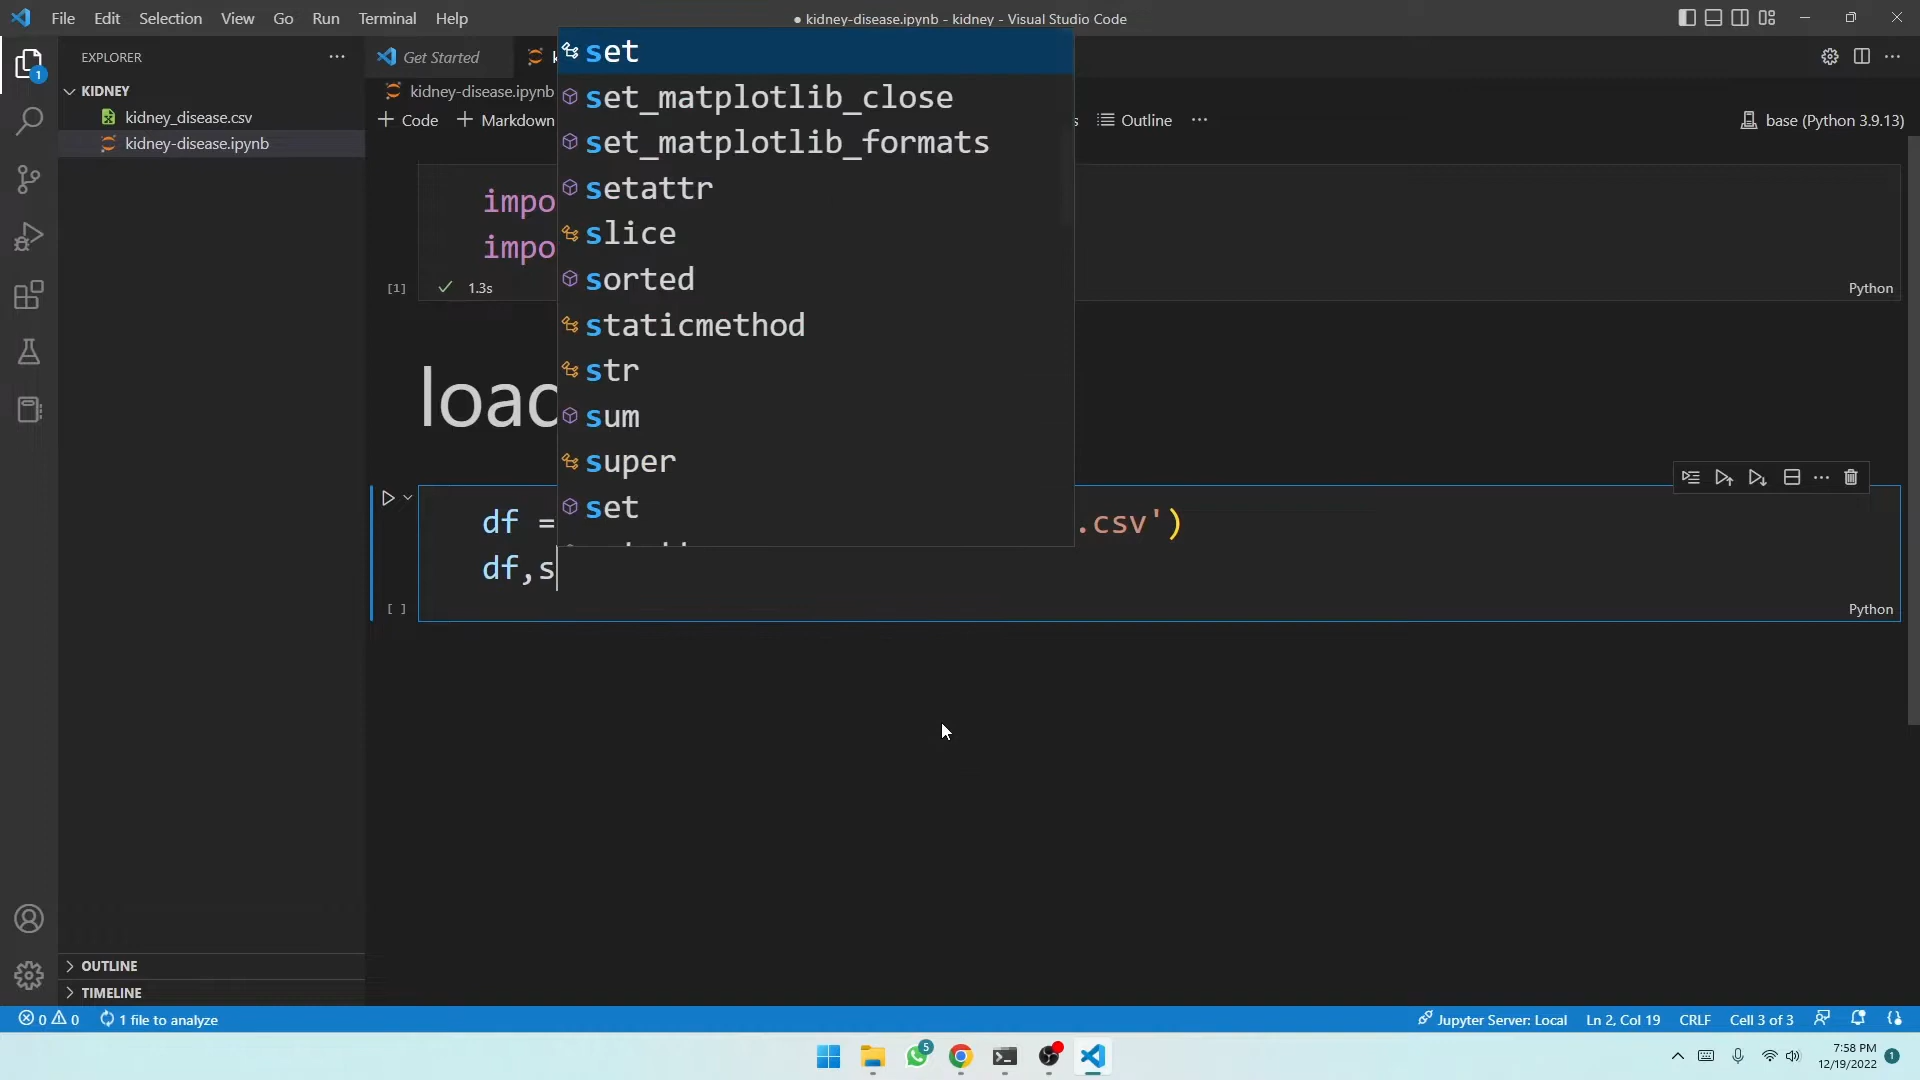 File Edit Selection View Go Run Terminal Help
● kidney-disease.ipynb - kidney - Visual Studio Code
EXPLORER
1
KIDNEY
kidney_disease.csv
kidney-disease.ipynb
OUTLINE
TIMELINE
Get Started
kidney-disease.ipynb
+ Code + Markdown
Outline
base (Python 3.9.13)
impo
impo
[1] 1.3s
Python
load
df = .csv')
df,s
[ ]
Python
set
set_matplotlib_close
set_matplotlib_formats
setattr
slice
sorted
staticmethod
str
sum
super
set
0 0 1 file to analyze
Jupyter Server: Local Ln 2, Col 19 CRLF Cell 3 of 3
5
7:58 PM
12/19/2022
1